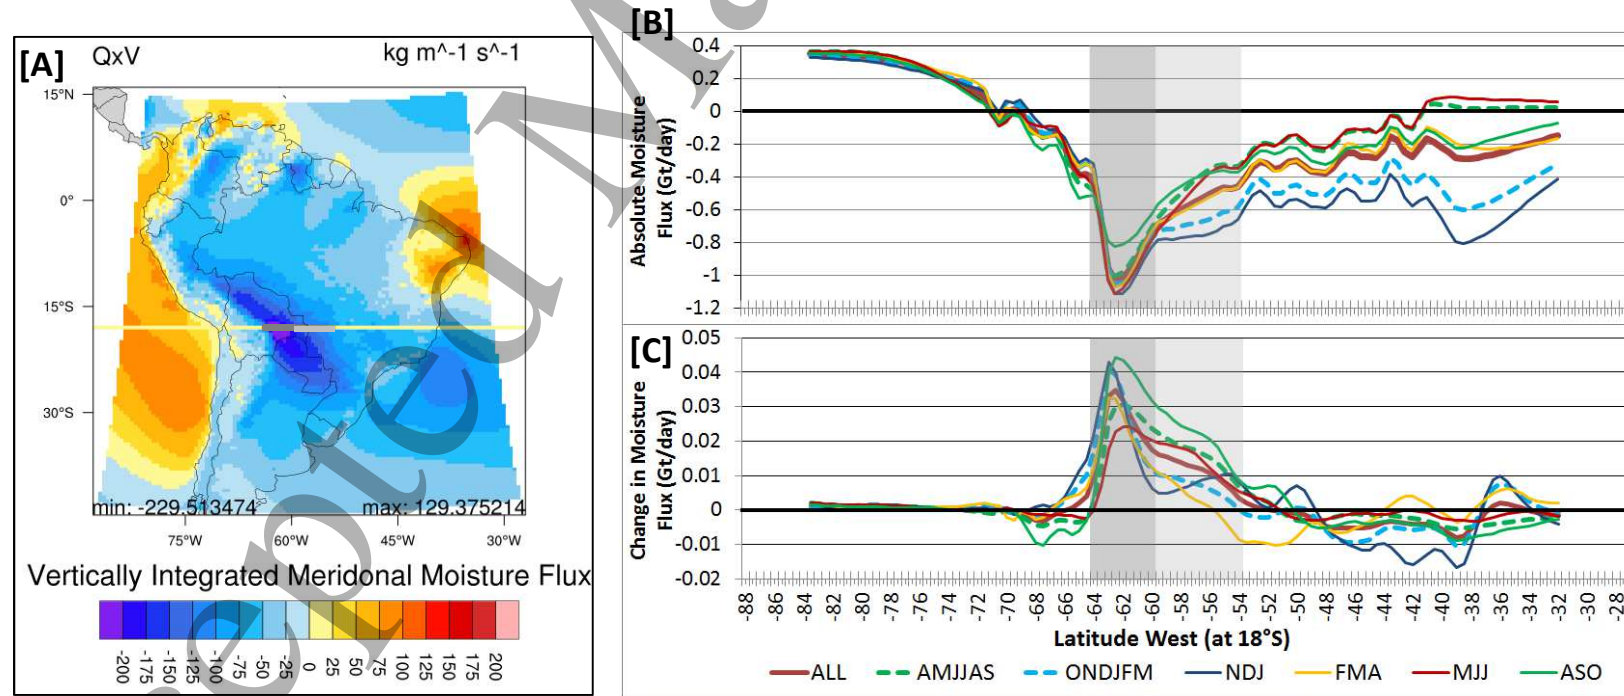 [A]
QxV kg m^-1 s^-1
15°N
0°
15°S
30°S
min: -229.513474 max: 129.375214
75°W 60°W 45°W 30°W
Vertically Integrated Meridonal Moisture Flux
-200 -175 -150 -125 -100 -75 -50 -25 0 25 50 75 100 125 150 175 200
[B]
Absolute Moisture
Flux (Gt/day)
0.4
0.2
0
-0.2
-0.4
-0.6
-0.8
-1
-1.2
[C]
Change in Moisture
Flux (Gt/day)
0.05
0.04
0.03
0.02
0.01
0
-0.01
-0.02
-88 -86 -84 -82 -80 -78 -76 -74 -72 -70 -68 -66 -64 -62 -60 -58 -56 -54 -52 -50 -48 -46 -44 -42 -40 -38 -36 -34 -32 -30 -28
Latitude West (at 18°S)
ALL AMJJAS ONDJFM NDJ FMA MJJ ASO
cepted Ma